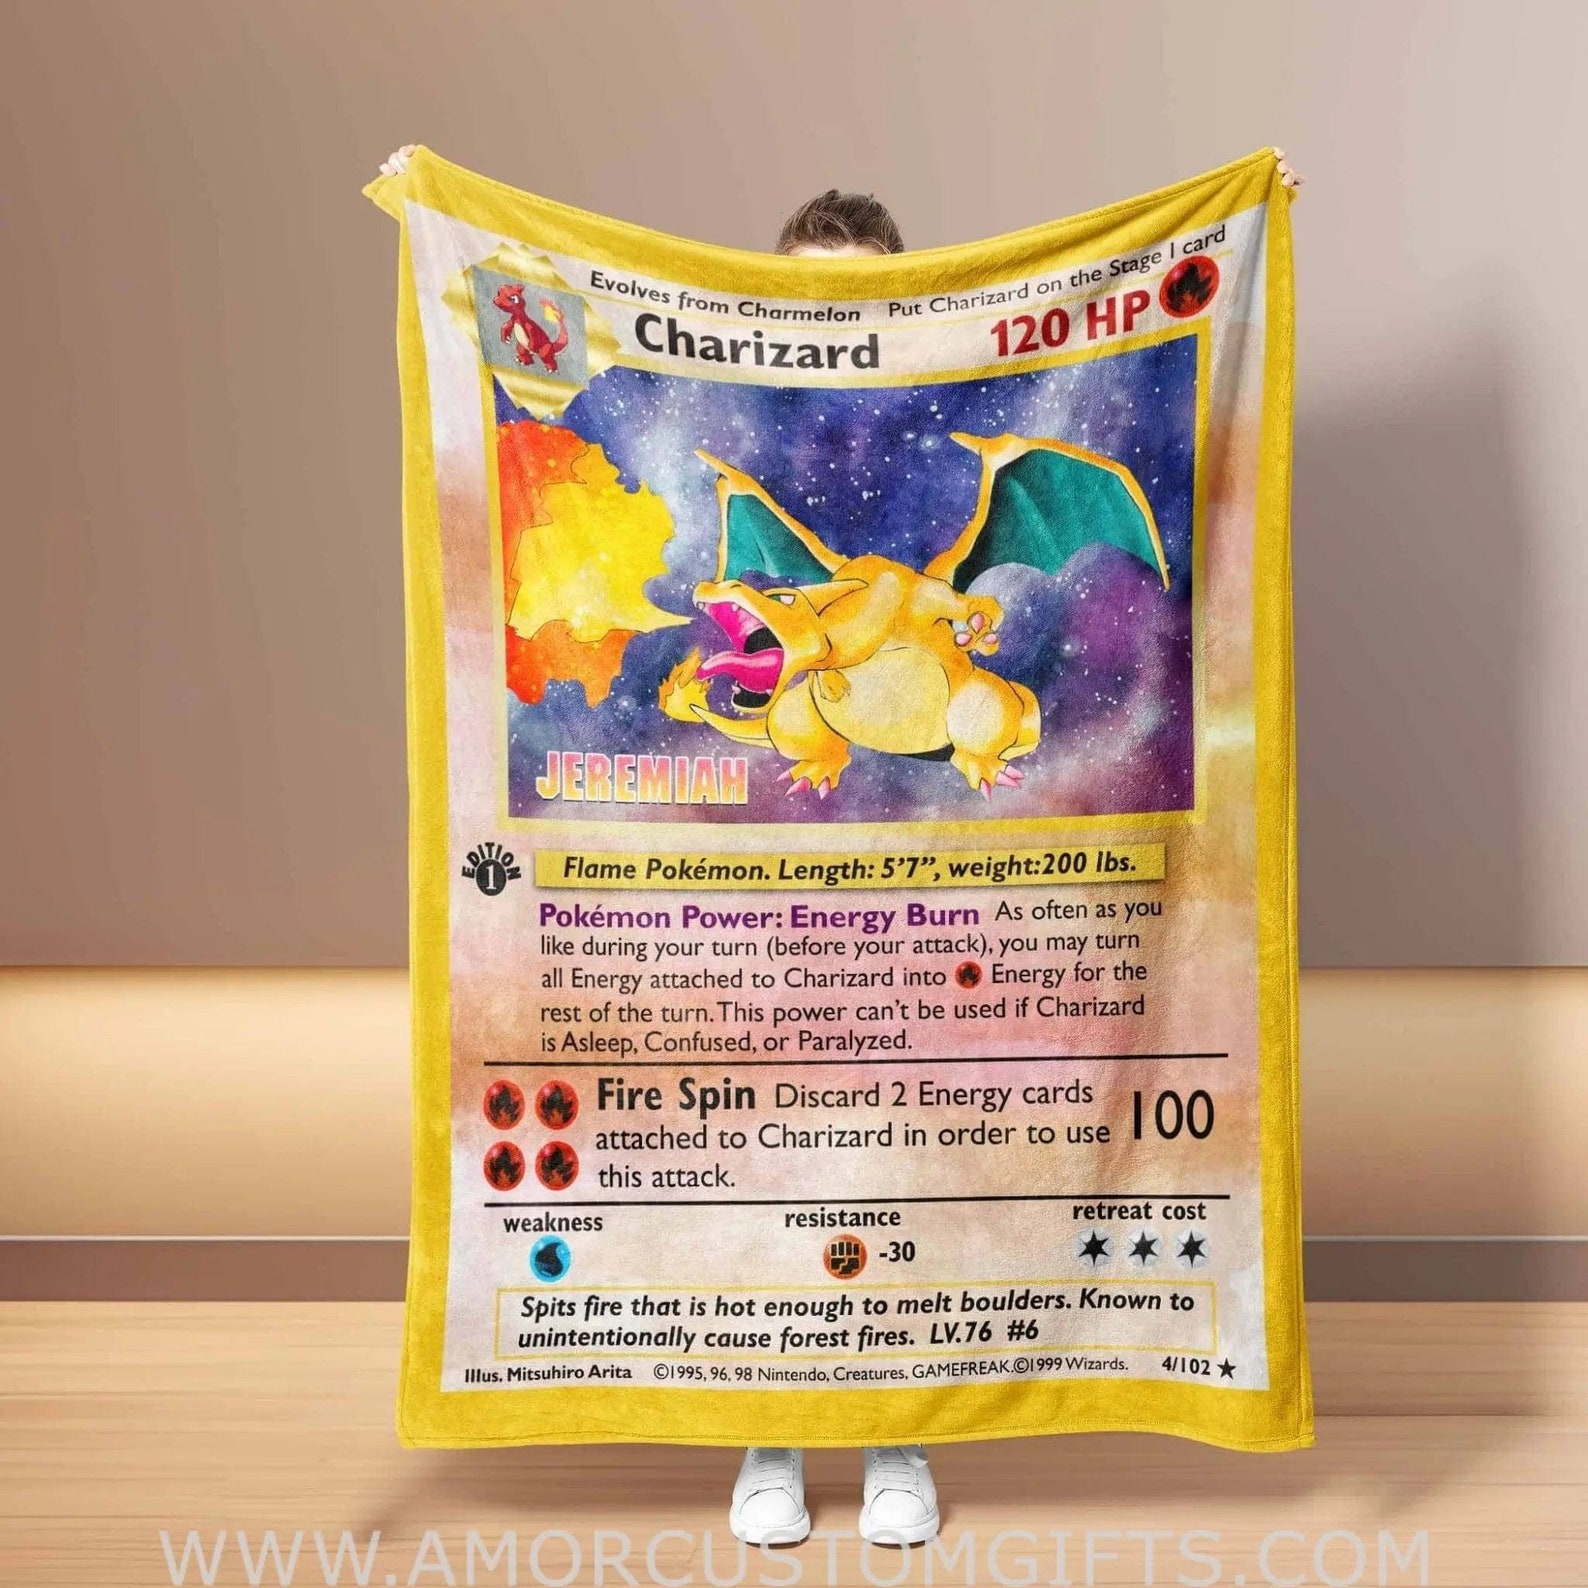 Evolves from Charmelon Put Charizard on the Stage I card
Charizard 120 HP
JEREMIAH
EDITION
1
Flame Pokémon. Length: 5’7”, weight:200 lbs.
Pokémon Power: Energy Burn As often as you
like during your turn (before your attack), you may turn
all Energy attached to Charizard into Energy for the
rest of the turn. This power can’t be used if Charizard
is Asleep, Confused, or Paralyzed.
Fire Spin Discard 2 Energy cards
attached to Charizard in order to use 100
this attack.
weakness resistance retreat cost
-30
Spits fire that is hot enough to melt boulders. Known to
unintentionally cause forest fires. LV.76 #6
Illus. Mitsuhiro Arita ©1995, 96, 98 Nintendo, Creatures, GAMEFREAK.©1999 Wizards. 4/102 ★
WWW.AMORCUSTOMGIFTS.COM